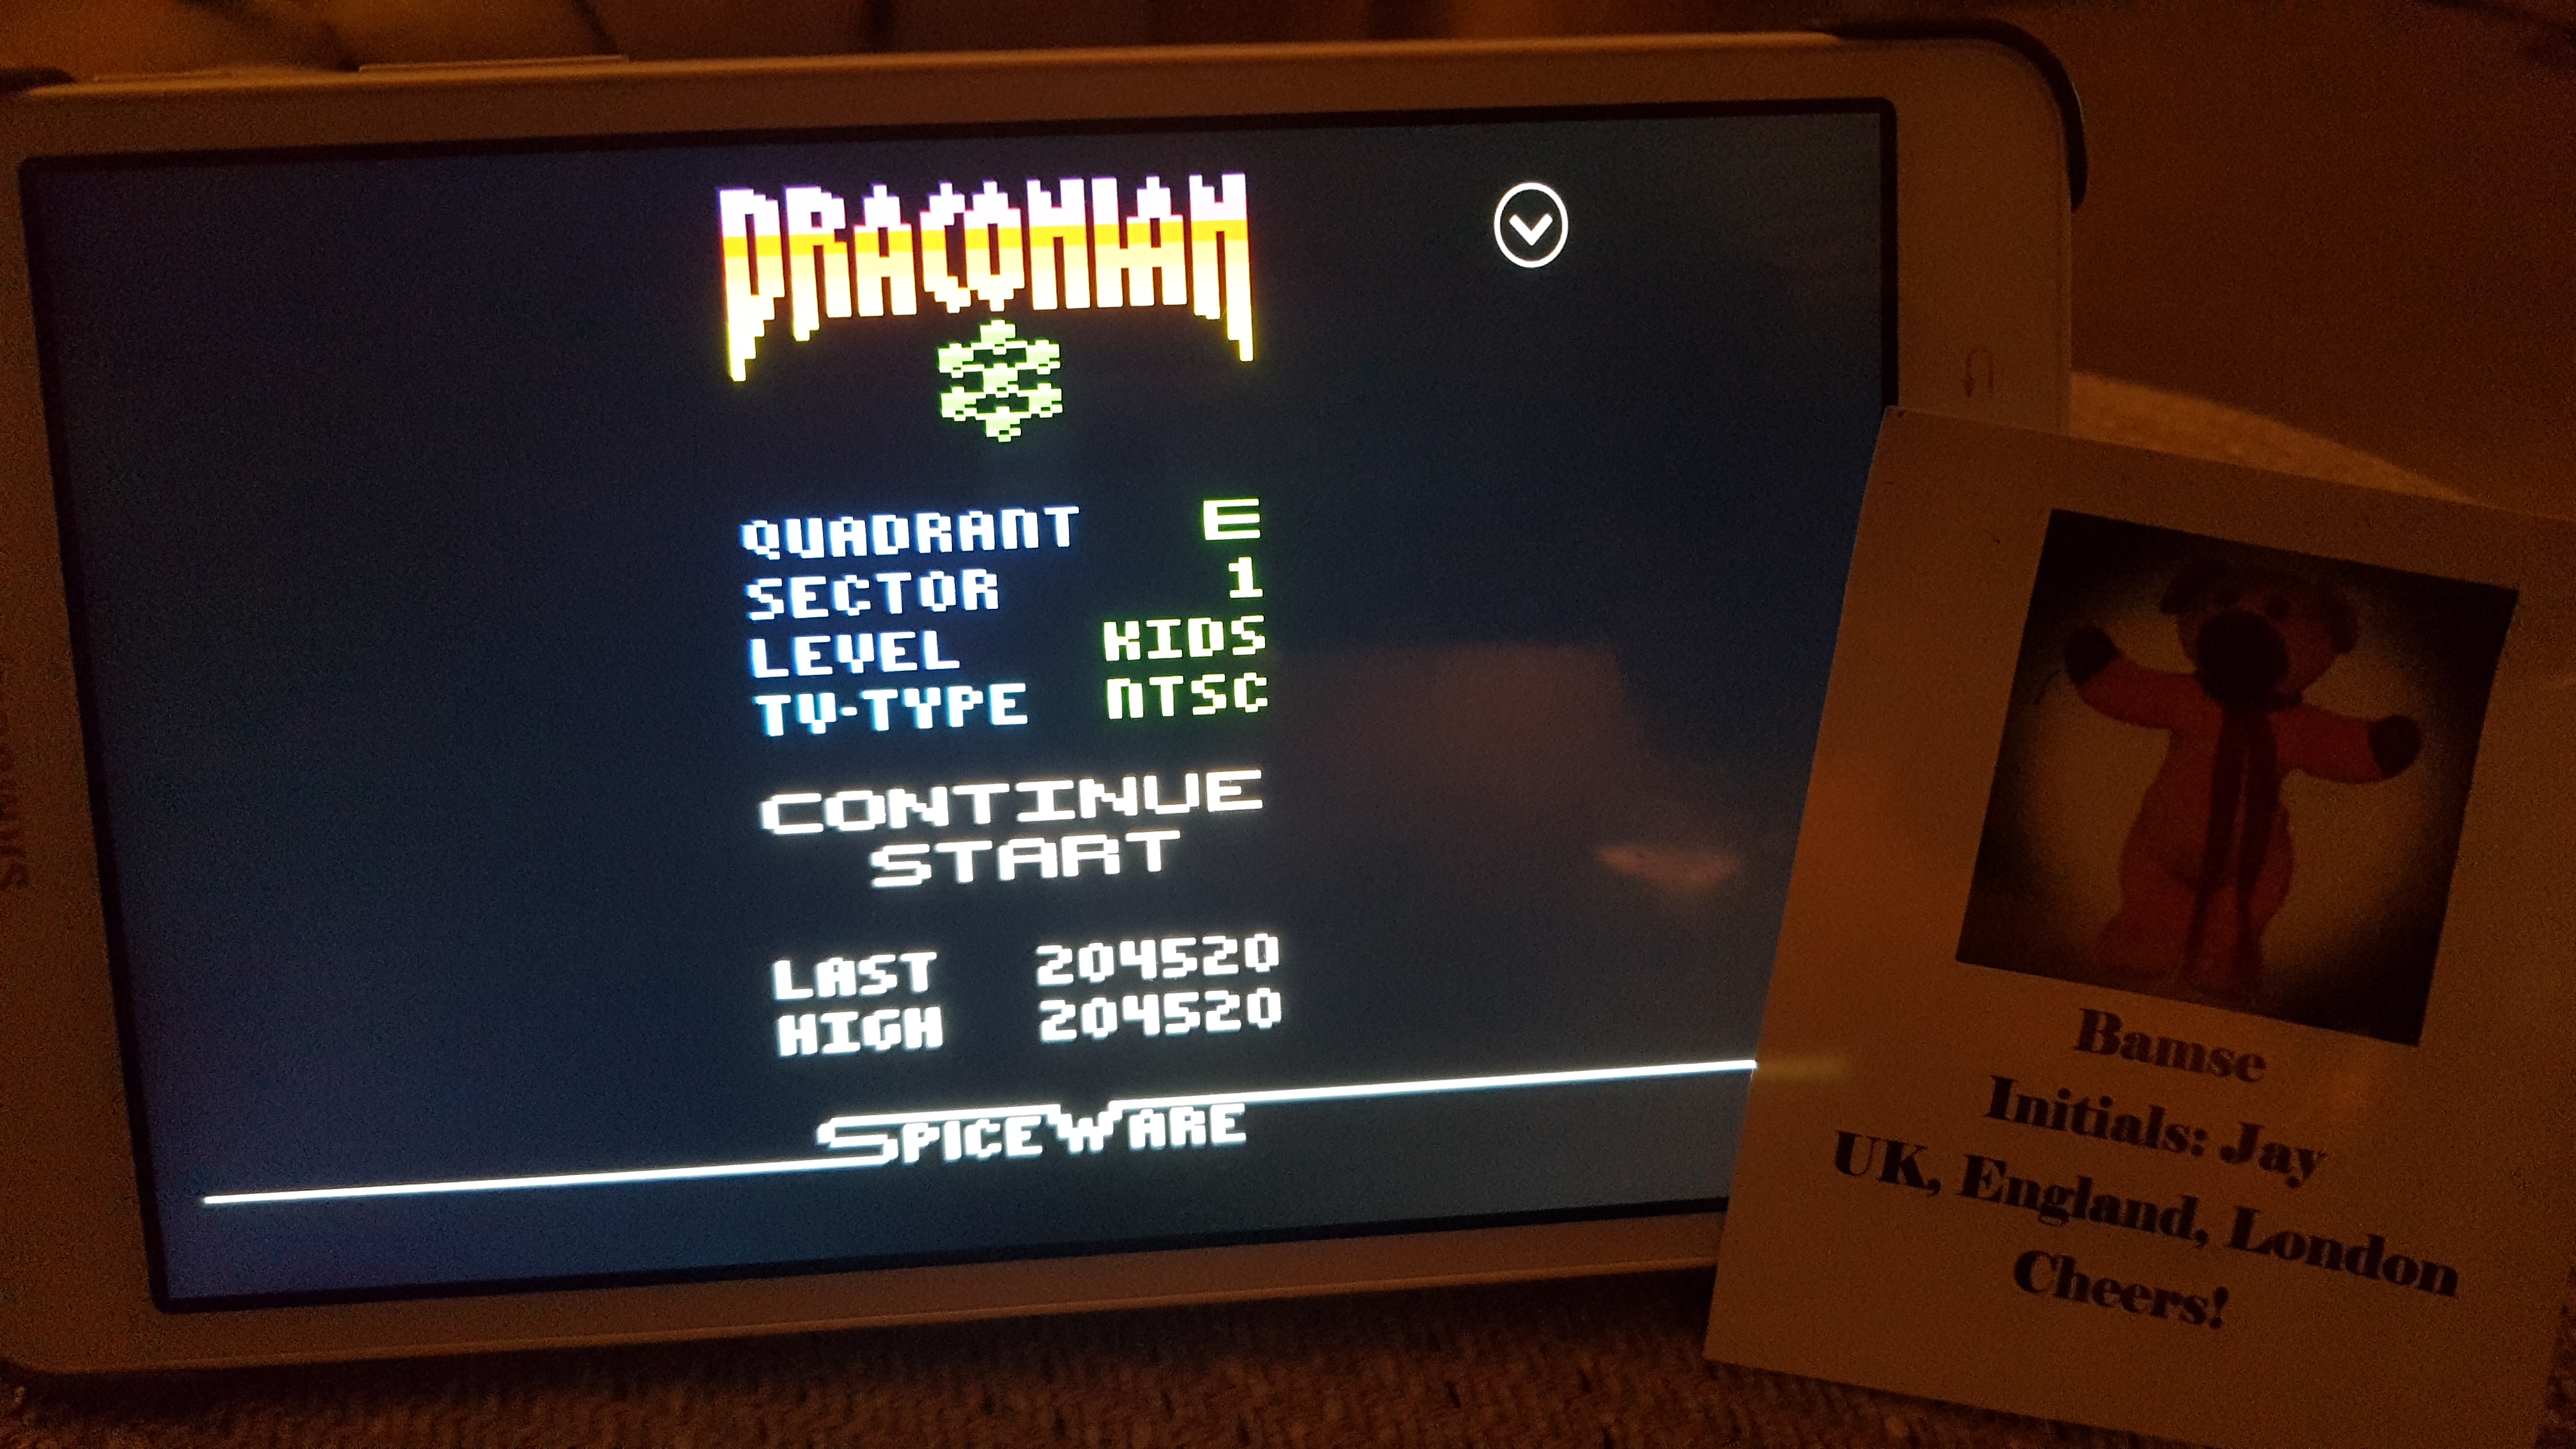 DRACONIAN
QUADRANT E
SECTOR 1
LEVEL KIDS
TV-TYPE NTSC
CONTINUE
START
LAST 204520
HIGH 204520
SPICEWARE
Bamse
Initials: Jay
UK, England, London
Cheers!